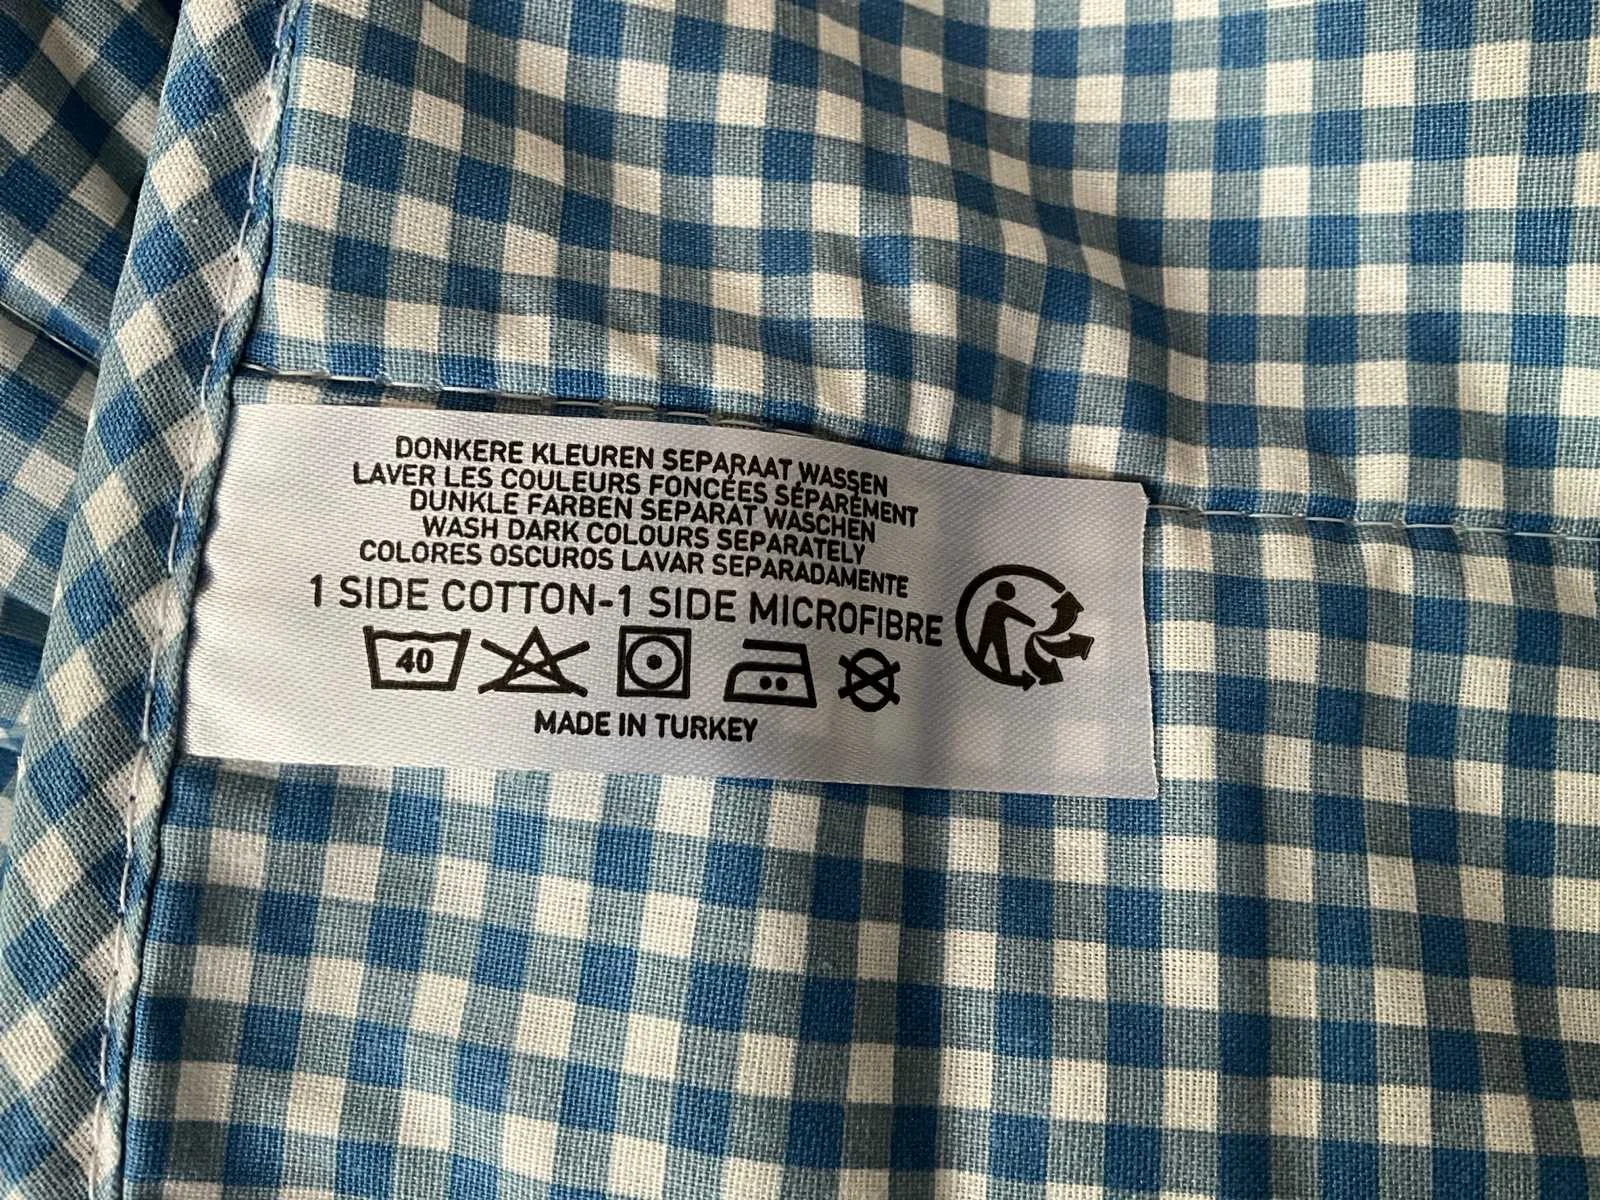 DONKERE KLEUREN SEPARAAT WASSEN
LAVER LES COULEURS FONCÉES SÉPARÉMENT
DUNKLE FARBEN SEPARAT WASCHEN
WASH DARK COLOURS SEPARATELY
COLORES OSCUROS LAVAR SEPARADAMENTE
1 SIDE COTTON-1 SIDE MICROFIBRE
40
MADE IN TURKEY